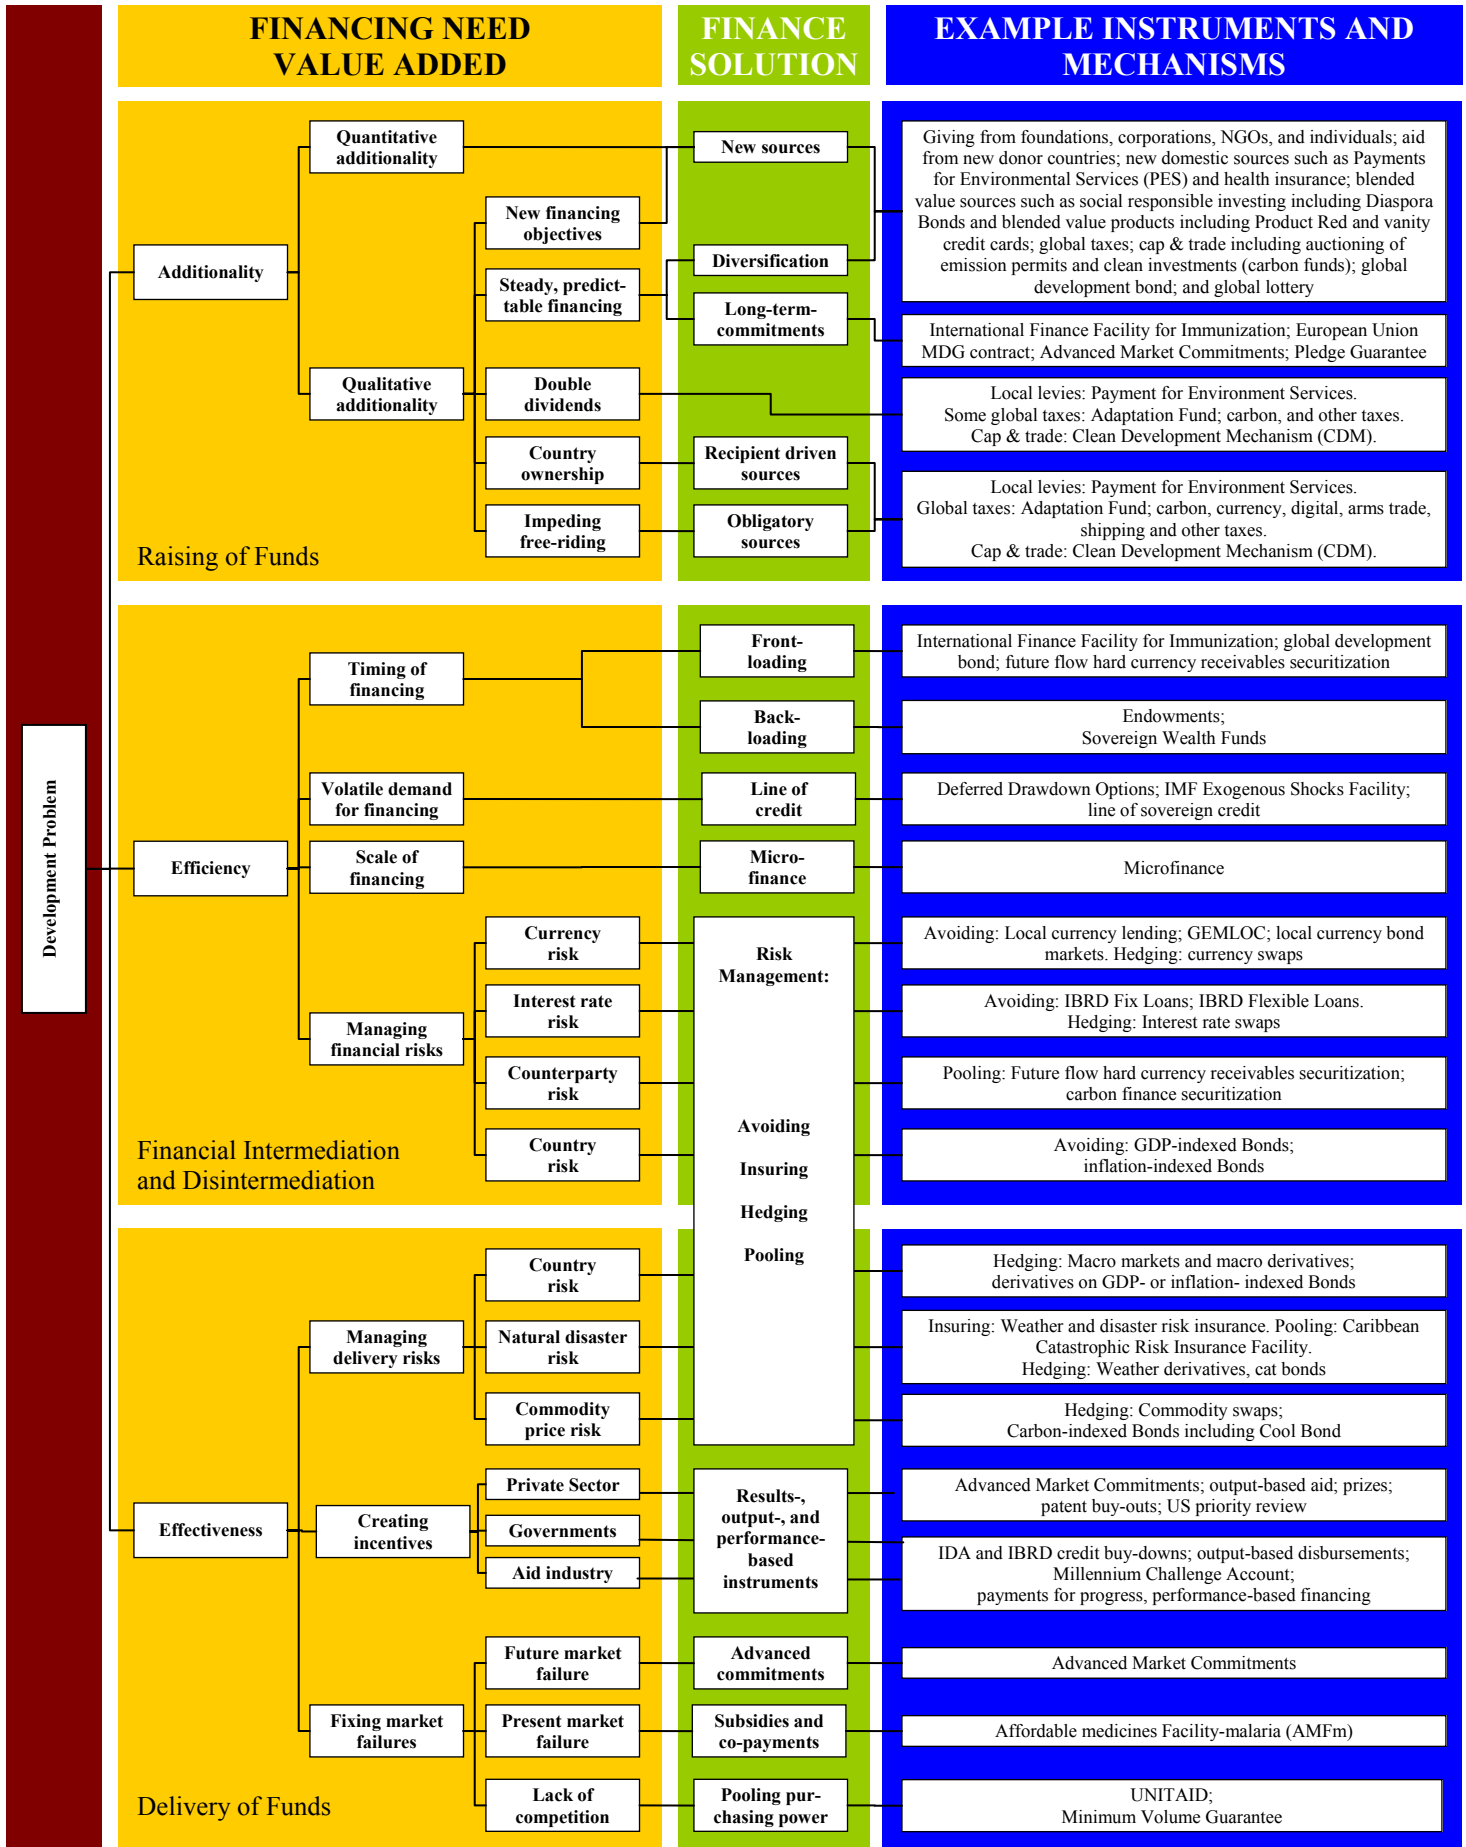 FINANCING NEED
VALUE ADDED
FINANCE
SOLUTION
EXAMPLE INSTRUMENTS AND
MECHANISMS
Development Problem
Additionality
Quantitative
additionality
Qualitative
additionality
New financing
objectives
Steady, predict-
table financing
Double
dividends
Country
ownership
Impeding
free-riding
Raising of Funds
New sources
Diversification
Long-term-
commitments
Recipient driven
sources
Obligatory
sources
Giving from foundations, corporations, NGOs, and individuals; aid
from new donor countries; new domestic sources such as Payments
for Environmental Services (PES) and health insurance; blended
value sources such as social responsible investing including Diaspora
Bonds and blended value products including Product Red and vanity
credit cards; global taxes; cap & trade including auctioning of
emission permits and clean investments (carbon funds); global
development bond; and global lottery
International Finance Facility for Immunization; European Union
MDG contract; Advanced Market Commitments; Pledge Guarantee
Local levies: Payment for Environment Services.
Some global taxes: Adaptation Fund; carbon, and other taxes.
Cap & trade: Clean Development Mechanism (CDM).
Local levies: Payment for Environment Services.
Global taxes: Adaptation Fund; carbon, currency, digital, arms trade,
shipping and other taxes.
Cap & trade: Clean Development Mechanism (CDM).
Efficiency
Timing of
financing
Volatile demand
for financing
Scale of
financing
Managing
financial risks
Currency
risk
Interest rate
risk
Counterparty
risk
Country
risk
Financial Intermediation
and Disintermediation
Front-
loading
Back-
loading
Line of
credit
Micro-
finance
Risk
Management:
Avoiding
Insuring
Hedging
Pooling
International Finance Facility for Immunization; global development
bond; future flow hard currency receivables securitization
Endowments;
Sovereign Wealth Funds
Deferred Drawdown Options; IMF Exogenous Shocks Facility;
line of sovereign credit
Microfinance
Avoiding: Local currency lending; GEMLOC; local currency bond
markets. Hedging: currency swaps
Avoiding: IBRD Fix Loans; IBRD Flexible Loans.
Hedging: Interest rate swaps
Pooling: Future flow hard currency receivables securitization;
carbon finance securitization
Avoiding: GDP-indexed Bonds;
inflation-indexed Bonds
Effectiveness
Managing
delivery risks
Creating
incentives
Fixing market
failures
Country
risk
Natural disaster
risk
Commodity
price risk
Private Sector
Governments
Aid industry
Future market
failure
Present market
failure
Lack of
competition
Delivery of Funds
Results-,
output-, and
performance-
based
instruments
Advanced
commitments
Subsidies and
co-payments
Pooling pur-
chasing power
Hedging: Macro markets and macro derivatives;
derivatives on GDP- or inflation- indexed Bonds
Insuring: Weather and disaster risk insurance. Pooling: Caribbean
Catastrophic Risk Insurance Facility.
Hedging: Weather derivatives, cat bonds
Hedging: Commodity swaps;
Carbon-indexed Bonds including Cool Bond
Advanced Market Commitments; output-based aid; prizes;
patent buy-outs; US priority review
IDA and IBRD credit buy-downs; output-based disbursements;
Millennium Challenge Account;
payments for progress, performance-based financing
Advanced Market Commitments
Affordable medicines Facility-malaria (AMFm)
UNITAID;
Minimum Volume Guarantee